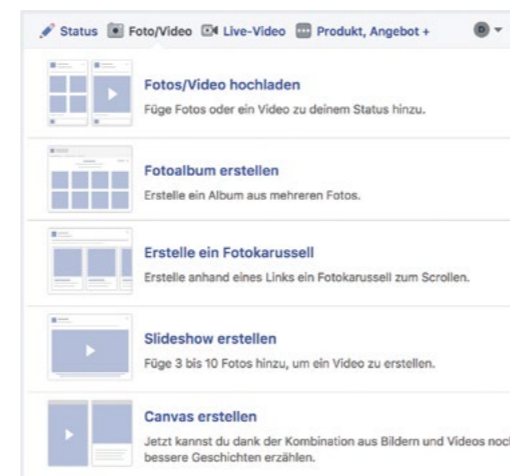 Status Foto/Video Live-Video Produkt, Angebot +
Fotos/Video hochladen
Füge Fotos oder ein Video zu deinem Status hinzu.
Fotoalbum erstellen
Erstelle ein Album aus mehreren Fotos.
Erstelle ein Fotokarussell
Erstelle anhand eines Links ein Fotokarussell zum Scrollen.
Slideshow erstellen
Füge 3 bis 10 Fotos hinzu, um ein Video zu erstellen.
Canvas erstellen
Jetzt kannst du dank der Kombination aus Bildern und Videos noch
bessere Geschichten erzählen.